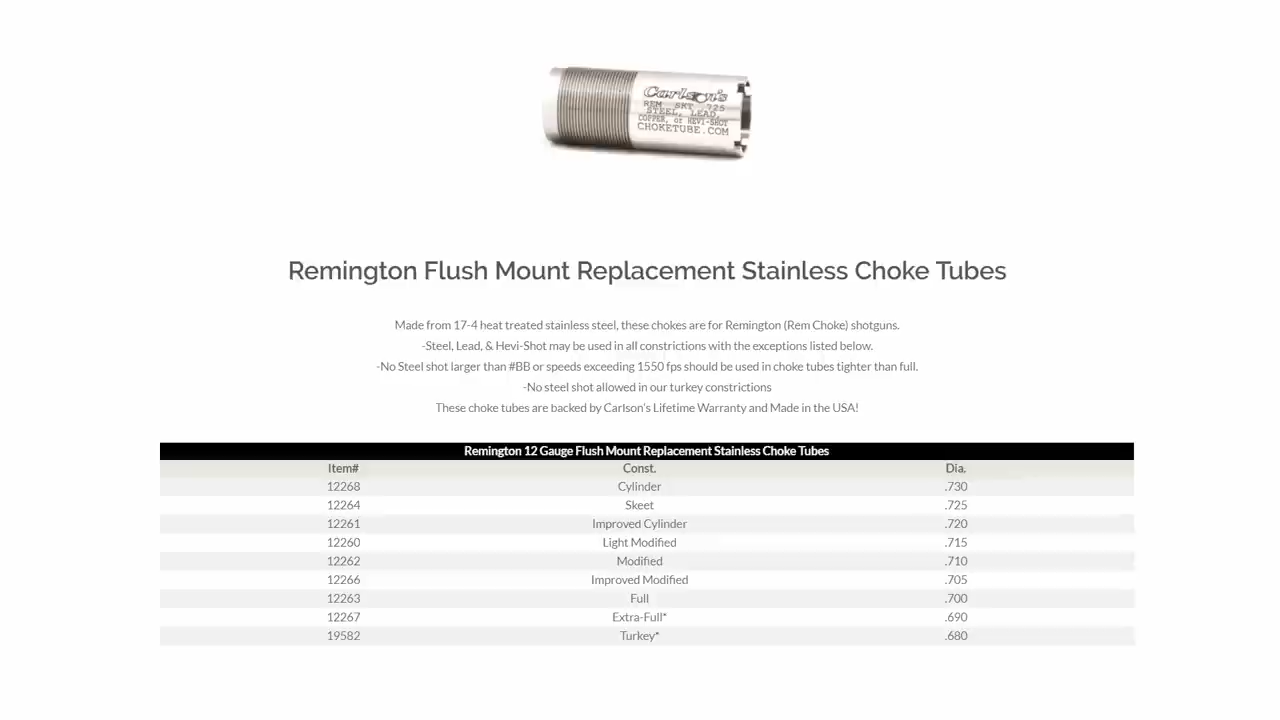 Carlson's
REM SKT .725
STEEL, LEAD,
COPPER, or HEVI-SHOT
CHOKETUBE.COM
Remington Flush Mount Replacement Stainless Choke Tubes
Made from 17-4 heat treated stainless steel, these chokes are for Remington (Rem Choke) shotguns.
-Steel, Lead, & Hevi-Shot may be used in all constrictions with the exceptions listed below.
-No Steel shot larger than #BB or speeds exceeding 1550 fps should be used in choke tubes tighter than full.
-No steel shot allowed in our turkey constrictions
These choke tubes are backed by Carlson's Lifetime Warranty and Made in the USA!
Remington 12 Gauge Flush Mount Replacement Stainless Choke Tubes
Item# Const. Dia.
12268 Cylinder .730
12264 Skeet .725
12261 Improved Cylinder .720
12260 Light Modified .715
12262 Modified .710
12266 Improved Modified .705
12263 Full .700
12267 Extra-Full* .690
19582 Turkey* .680